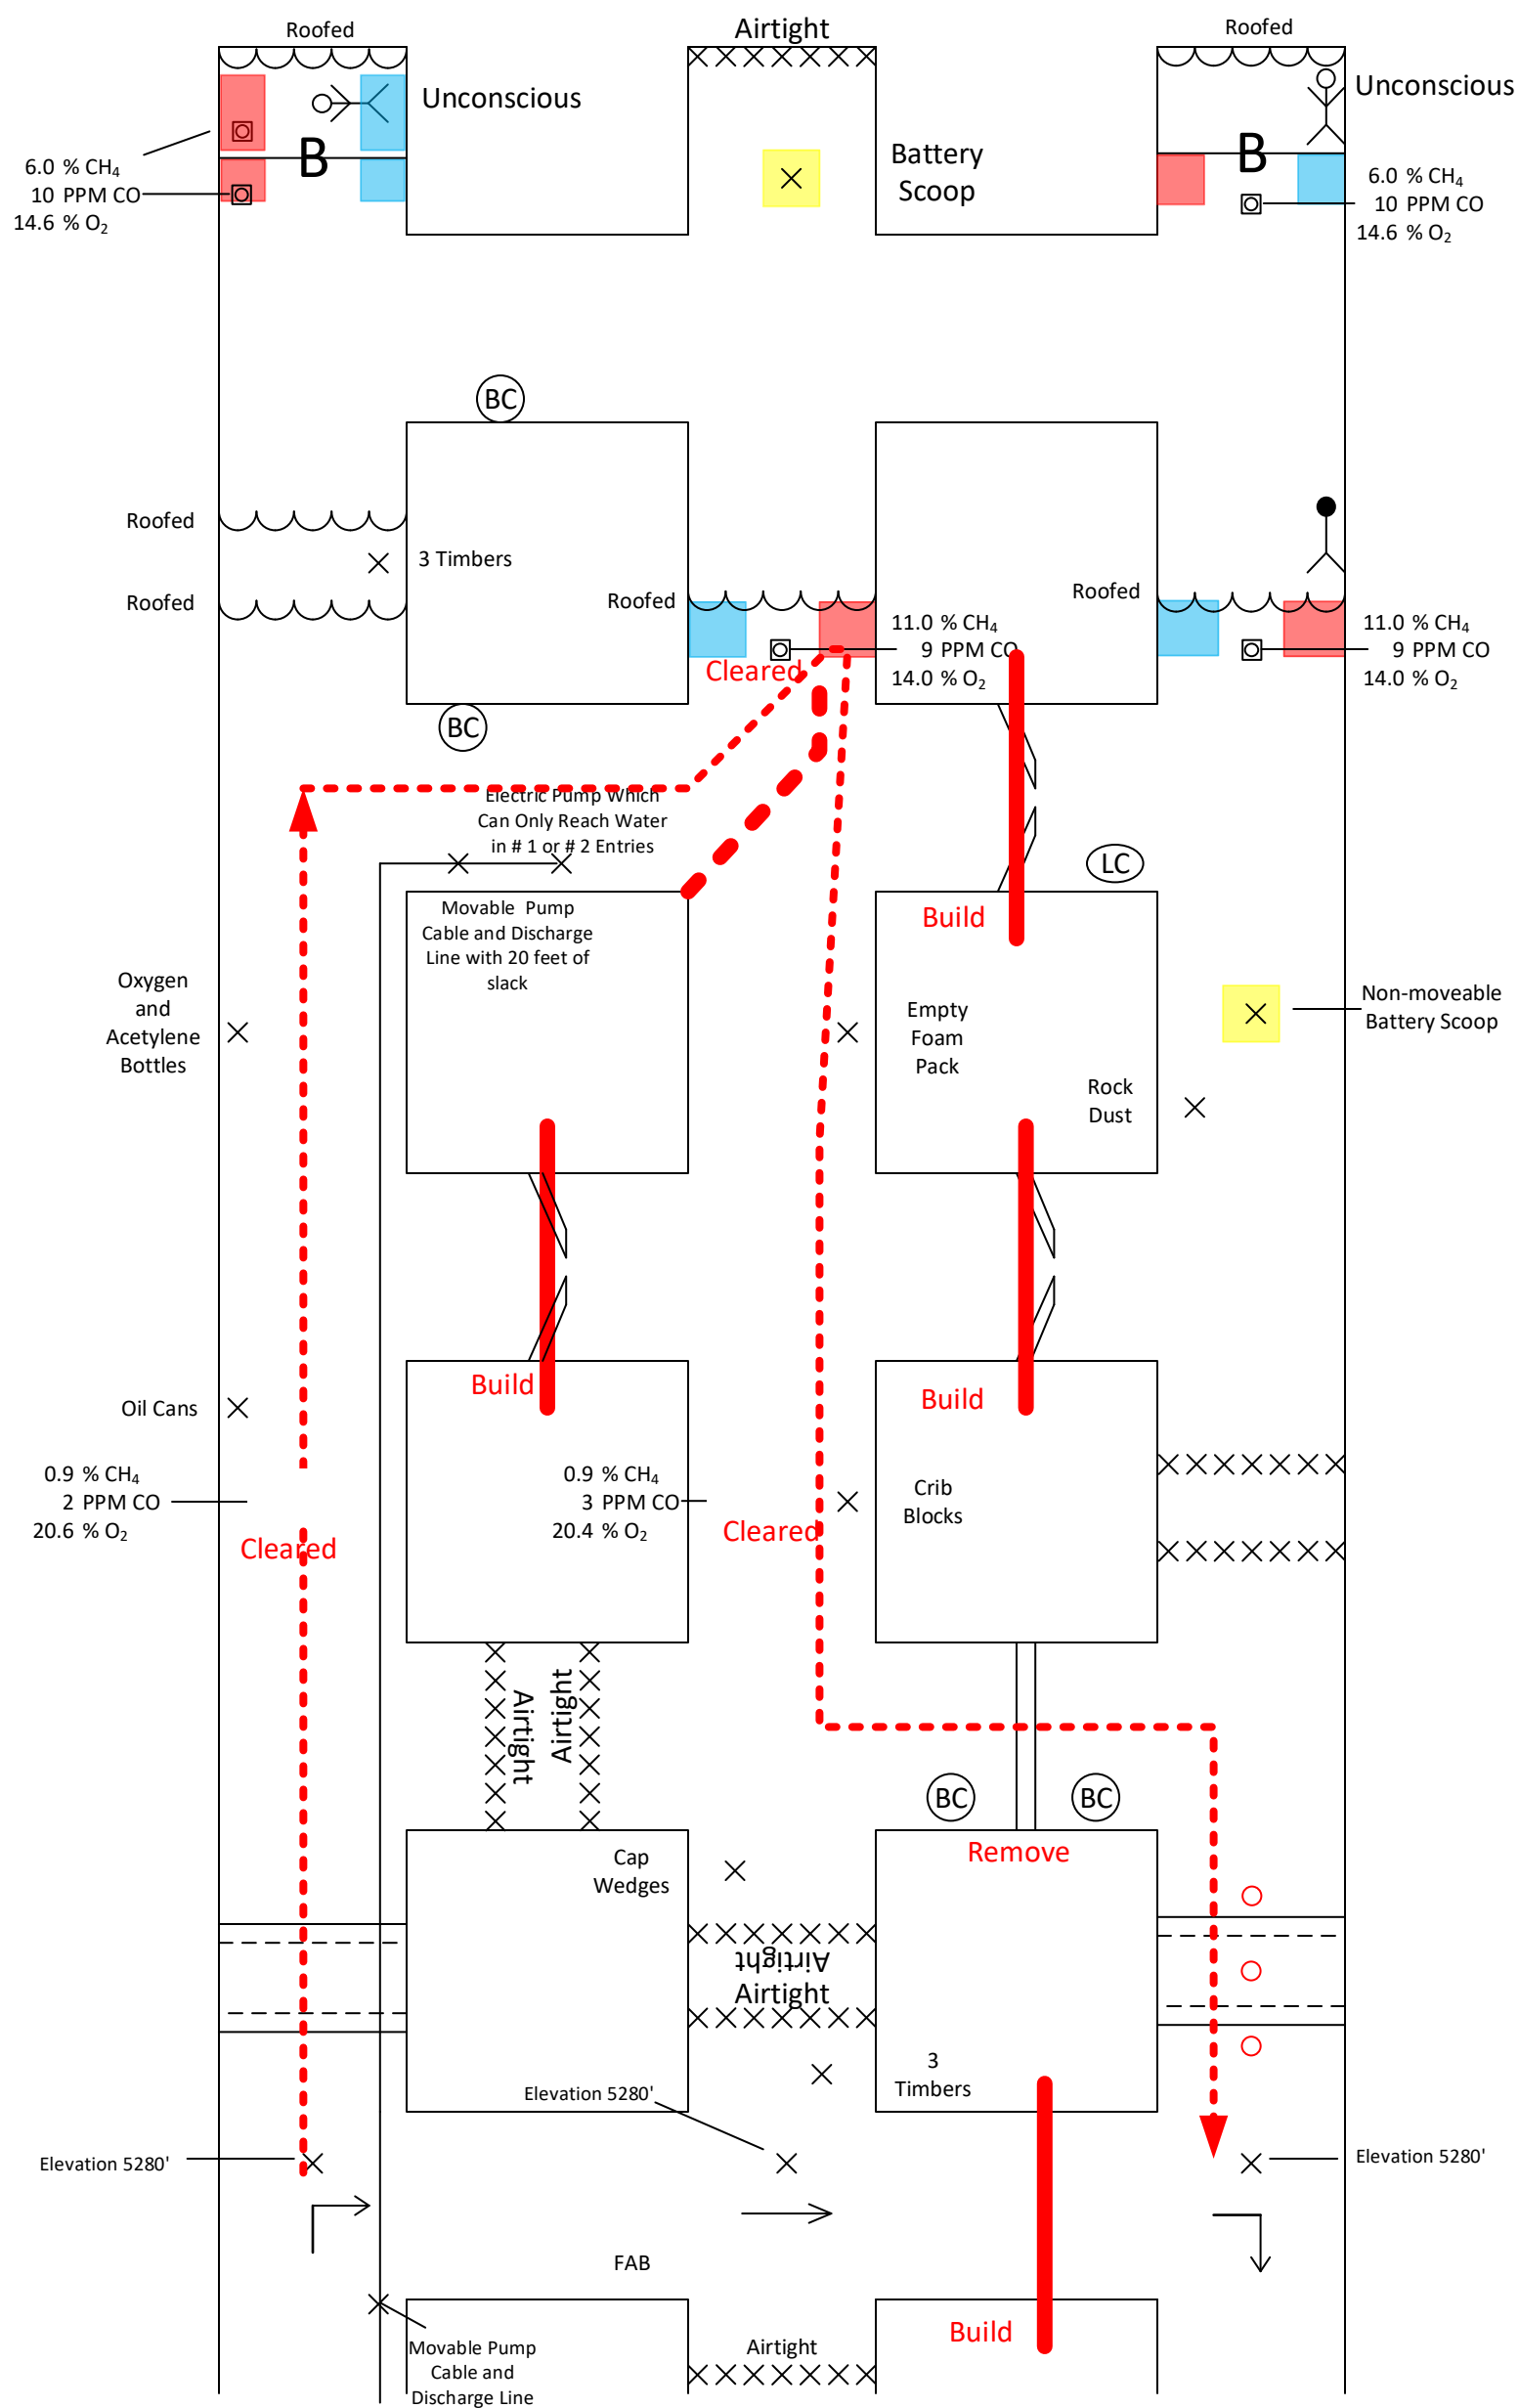 Roofed
Airtight
Roofed
Unconscious
Unconscious
B
B
Battery
Scoop
6.0 % CH₄
10 PPM CO
14.6 % O₂
6.0 % CH₄
10 PPM CO
14.6 % O₂
BC
Roofed
3 Timbers
Roofed
Roofed
Roofed
11.0 % CH₄
9 PPM CO
14.0 % O₂
11.0 % CH₄
9 PPM CO
14.0 % O₂
Cleared
BC
Electric Pump Which
Can Only Reach Water
in # 1 or # 2 Entries
LC
Movable Pump
Cable and Discharge
Line with 20 feet of
slack
Build
Oxygen
and
Acetylene
Bottles
Empty
Foam
Pack
Non-moveable
Battery Scoop
Rock
Dust
Build
Build
Oil Cans
0.9 % CH₄
2 PPM CO
20.6 % O₂
0.9 % CH₄
3 PPM CO
20.4 % O₂
Crib
Blocks
Cleared
Cleared
Airtight
Airtight
BC
BC
Cap
Wedges
Remove
Airtight
Airtight
3
Timbers
Elevation 5280'
Elevation 5280'
Elevation 5280'
FAB
Build
Movable Pump
Cable and
Discharge Line
Airtight